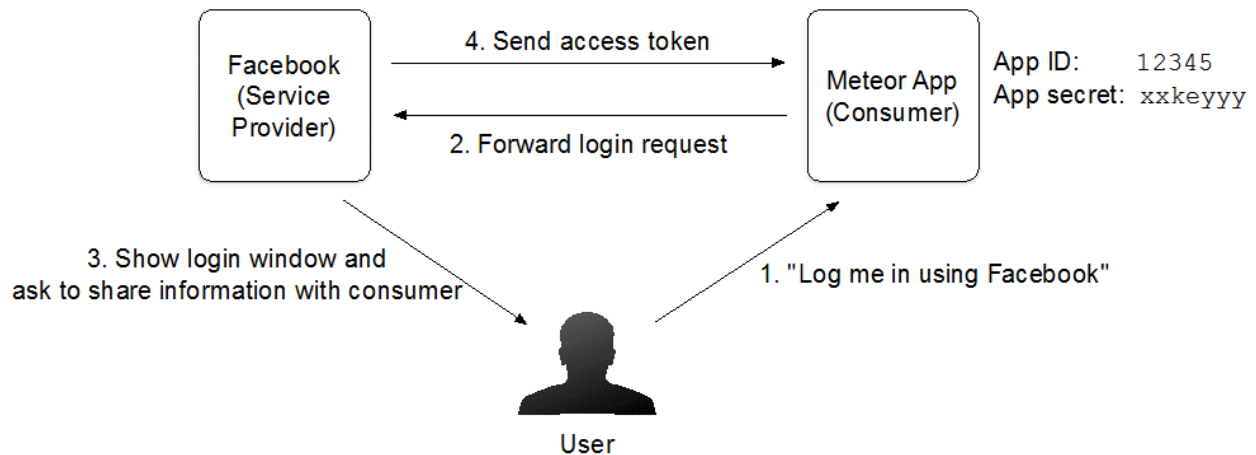 4. Send access token
Facebook
(Service
Provider)
Meteor App
(Consumer)
App ID: 12345
App secret: xxkeyyy
2. Forward login request
3. Show login window and
ask to share information with consumer
1. "Log me in using Facebook"
User